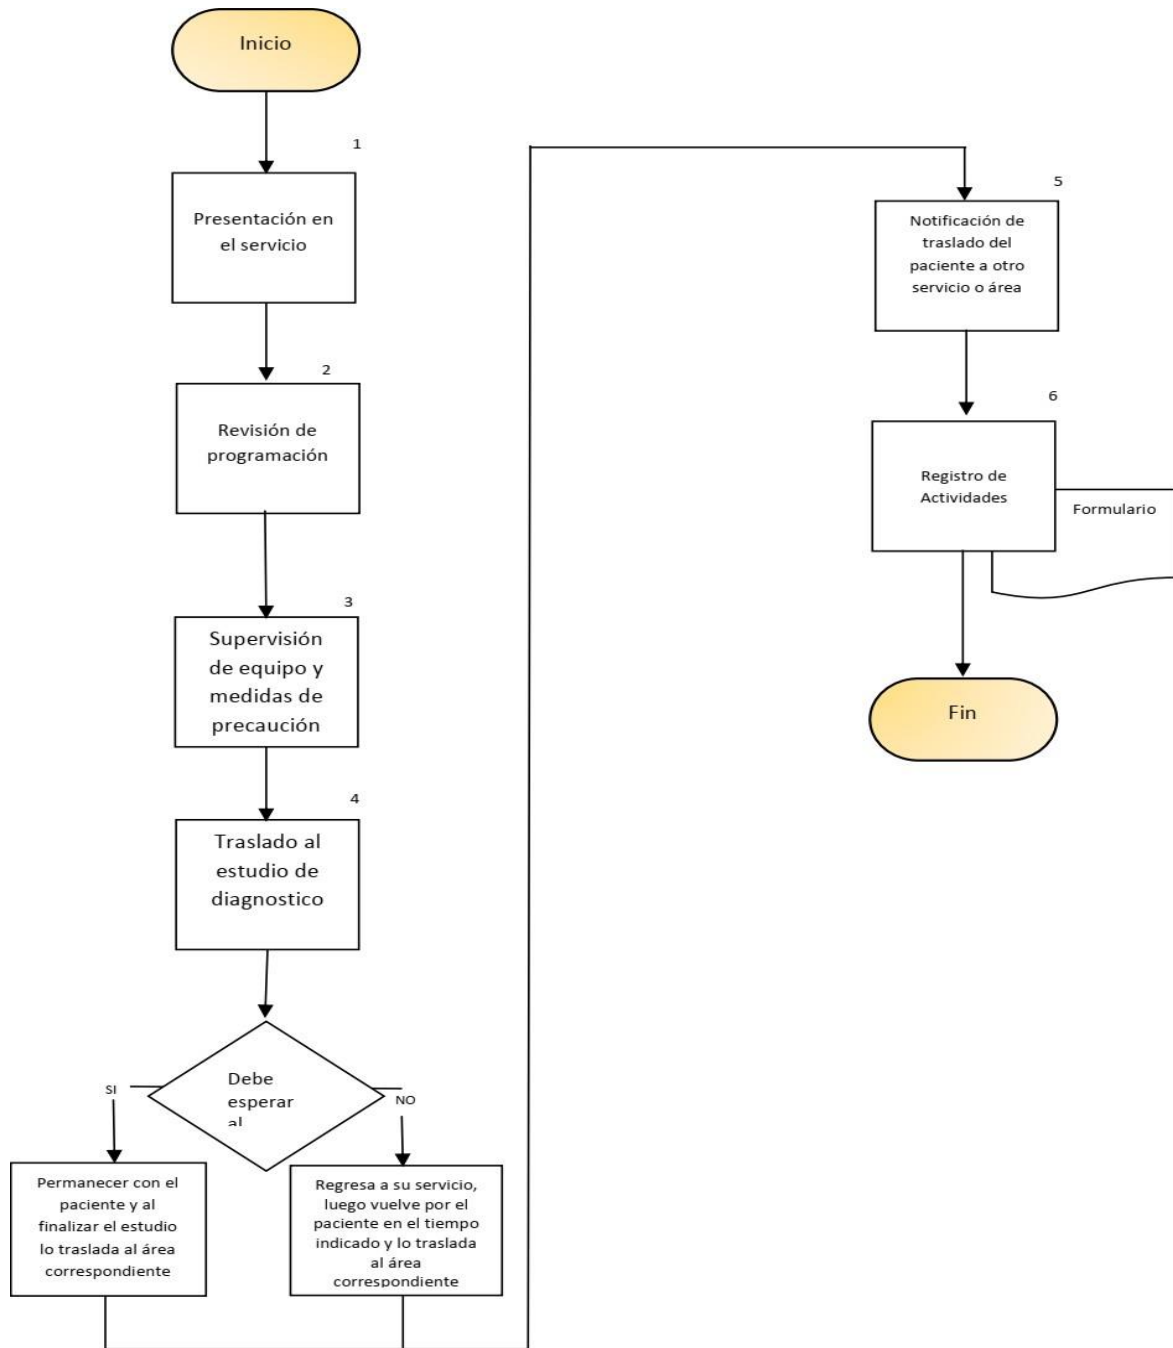 Inicio
1
Presentación en
el servicio
2
Revisión de
programación
3
Supervisión
de equipo y
medidas de
precaución
4
Traslado al
estudio de
diagnostico
Debe
esperar
al
SI
NO
Permanecer con el
paciente y al
finalizar el estudio
lo traslada al área
correspondiente
Regresa a su servicio,
luego vuelve por el
paciente en el tiempo
indicado y lo traslada
al área
correspondiente
5
Notificación de
traslado del
paciente a otro
servicio o área
6
Registro de
Actividades
Formulario
Fin